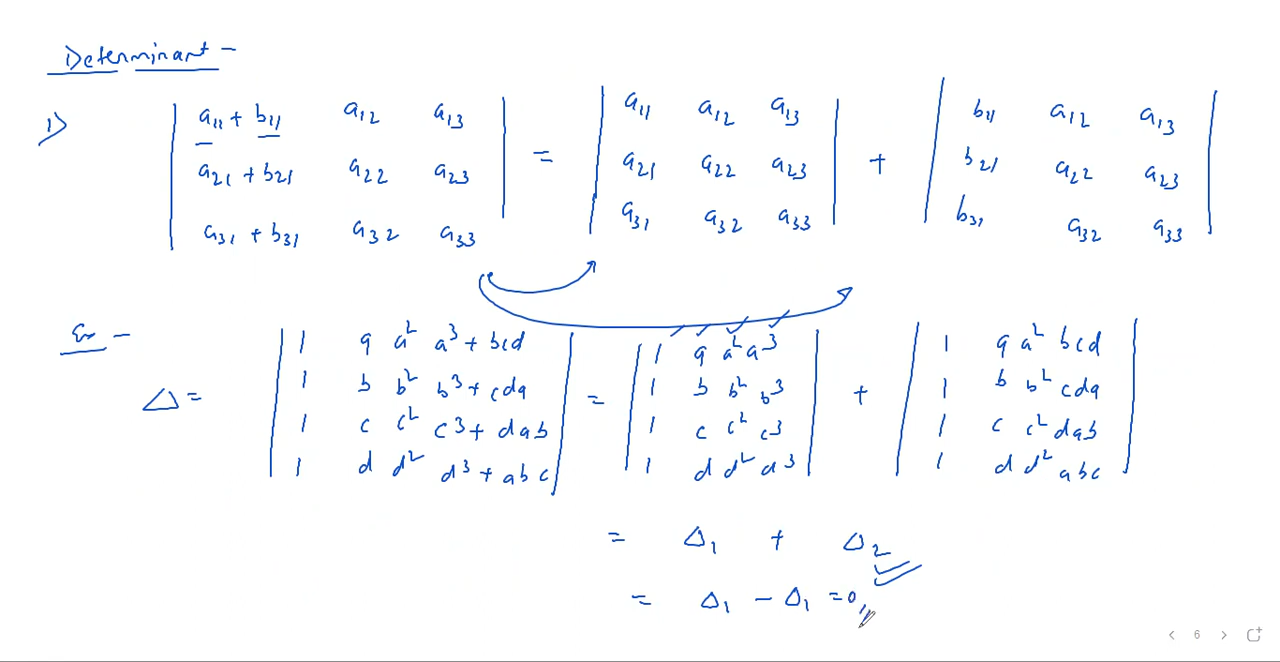 Determinant -
1) | a11 + b11 a12 a13 | = | a11 a12 a13 | + | b11 a12 a13 |
| a21 + b21 a22 a23 | | a21 a22 a23 | | b21 a22 a23 |
| a31 + b31 a32 a33 | | a31 a32 a33 | | b31 a32 a33 |
Ex -
Δ = | 1 a a² a³ + bcd | = | 1 a a² a³ | + | 1 a a² bcd |
| 1 b b² b³ + cda | | 1 b b² b³ | | 1 b b² cda |
| 1 c c² c³ + dab | | 1 c c² c³ | | 1 c c² dab |
| 1 d d² d³ + abc | | 1 d d² d³ | | 1 d d² abc |
= Δ1 + Δ2
= Δ1 - Δ1 = 0
6